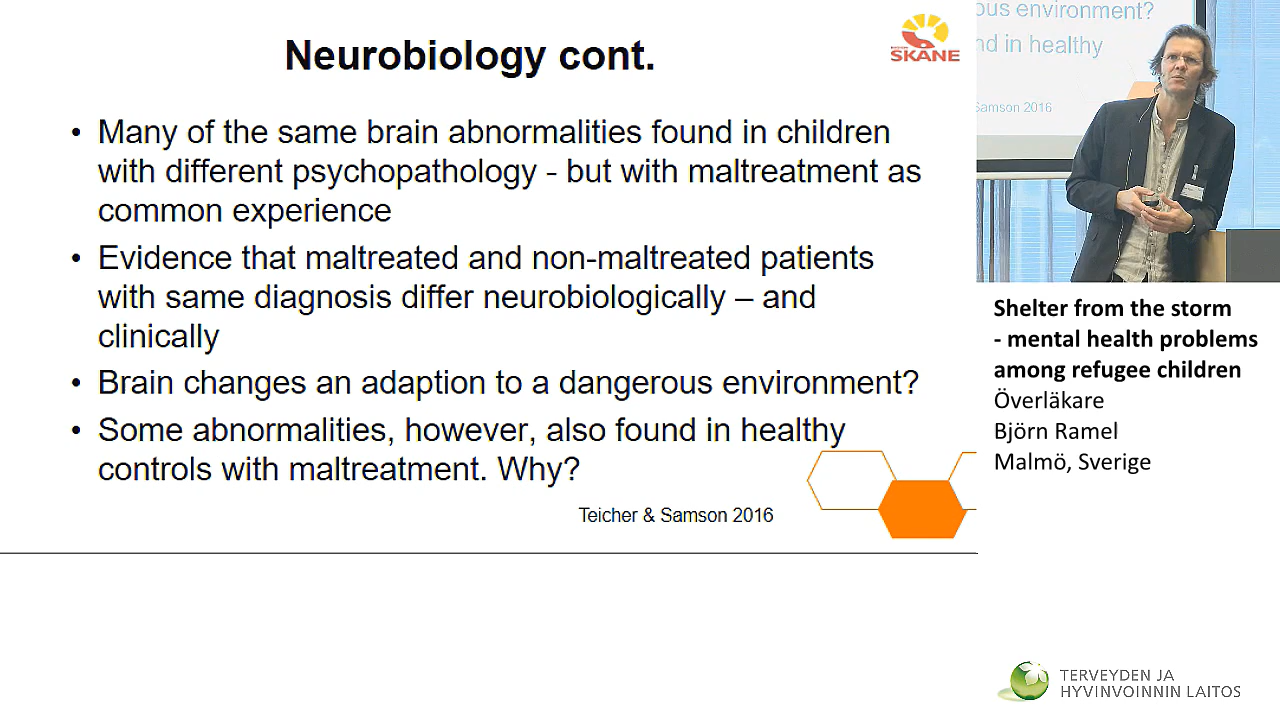 Neurobiology cont.
SKÅNE
• Many of the same brain abnormalities found in children
with different psychopathology - but with maltreatment as
common experience
• Evidence that maltreated and non-maltreated patients
with same diagnosis differ neurobiologically – and
clinically
• Brain changes an adaption to a dangerous environment?
• Some abnormalities, however, also found in healthy
controls with maltreatment. Why?
Teicher & Samson 2016
ous environment?
nd in healthy
Samson 2016
Shelter from the storm
- mental health problems
among refugee children
Överläkare
Björn Ramel
Malmö, Sverige
TERVEYDEN JA
HYVINVOINNIN LAITOS